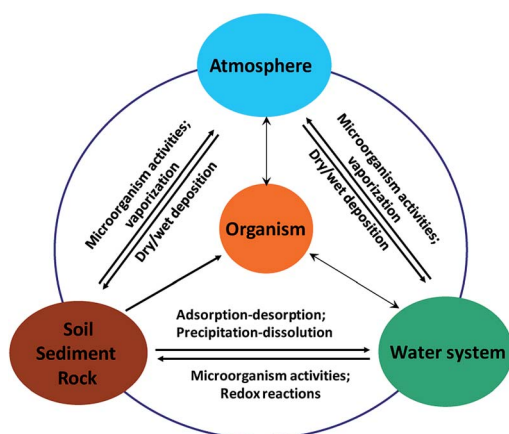 Atmosphere
Microorganism activities;
vaporization
Dry/wet deposition
Microorganism activities;
vaporization
Dry/wet deposition
Organism
Soil
Sediment
Rock
Adsorption-desorption;
Precipitation-dissolution
Water system
Microorganism activities;
Redox reactions